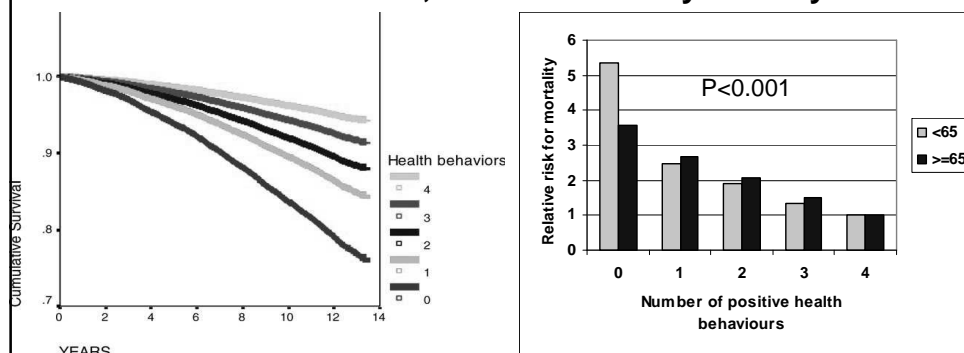 1.0
.9
.8
.7
Cumulative Survival
0 2 4 6 8 10 12 14
YEARS
Health behaviors
4
3
2
1
0
6
5
4
3
2
1
0
Relative risk for mortality
P<0.001
<65
>=65
0 1 2 3 4
Number of positive health
behaviours